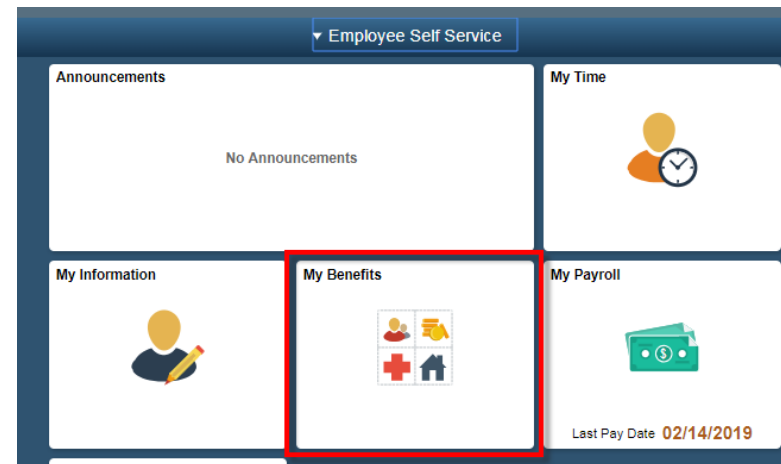 Employee Self Service
Announcements
My Time
No Announcements
My Information
My Benefits
My Payroll
Last Pay Date 02/14/2019